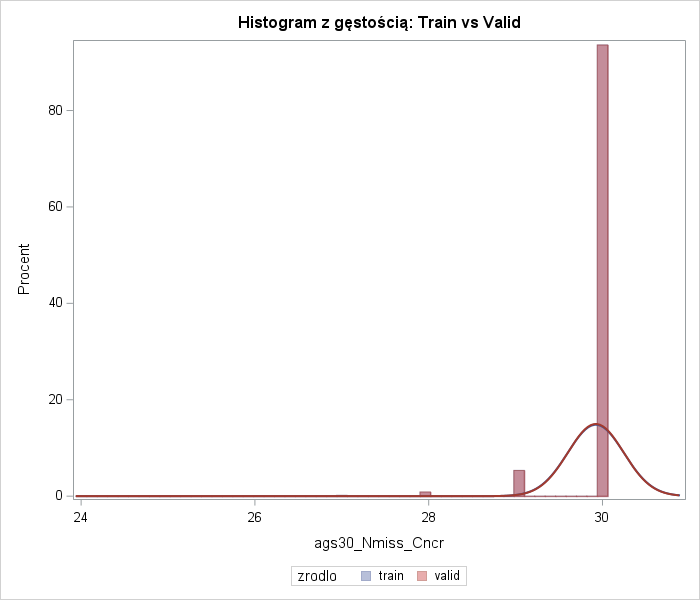 Histogram z gęstością: Train vs Valid
Procent
80
60
40
20
0
24 26 28 30
ags30_Nmiss_Cncr
zrodlo train valid